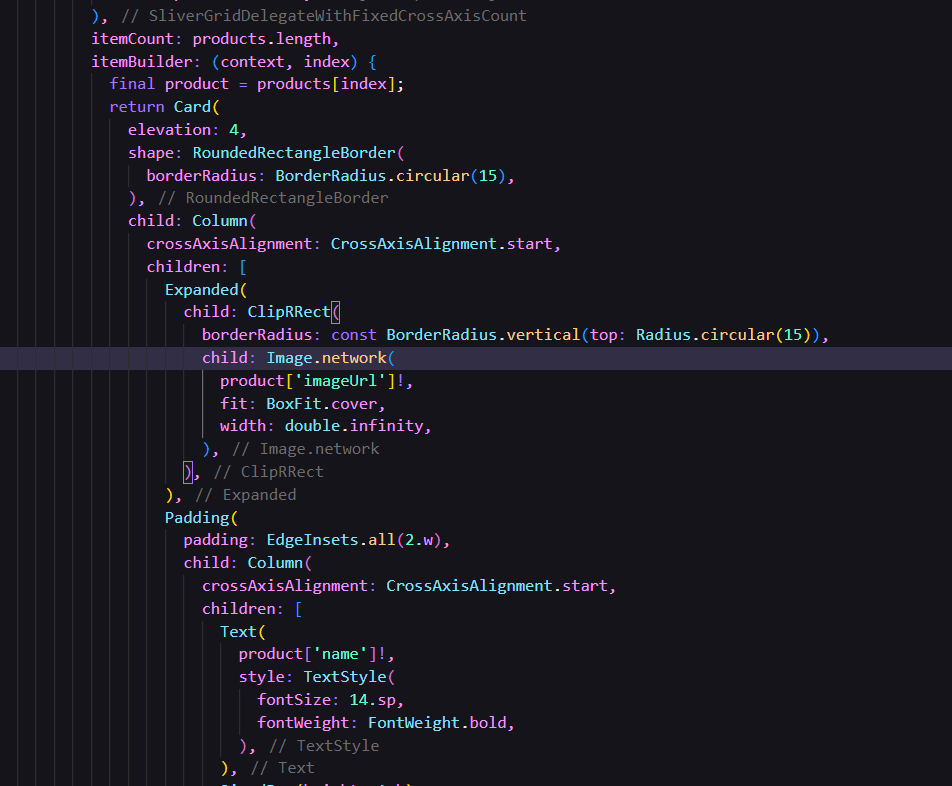 ), // SliverGridDelegateWithFixedCrossAxisCount
itemCount: products.length,
itemBuilder: (context, index) {
final product = products[index];
return Card(
elevation: 4,
shape: RoundedRectangleBorder(
borderRadius: BorderRadius.circular(15),
), // RoundedRectangleBorder
child: Column(
crossAxisAlignment: CrossAxisAlignment.start,
children: [
Expanded(
child: ClipRRect(
borderRadius: const BorderRadius.vertical(top: Radius.circular(15)),
child: Image.network(
product['imageUrl']!,
fit: BoxFit.cover,
width: double.infinity,
), // Image.network
), // ClipRRect
), // Expanded
Padding(
padding: EdgeInsets.all(2.w),
child: Column(
crossAxisAlignment: CrossAxisAlignment.start,
children: [
Text(
product['name']!,
style: TextStyle(
fontSize: 14.sp,
fontWeight: FontWeight.bold,
), // TextStyle
), // Text